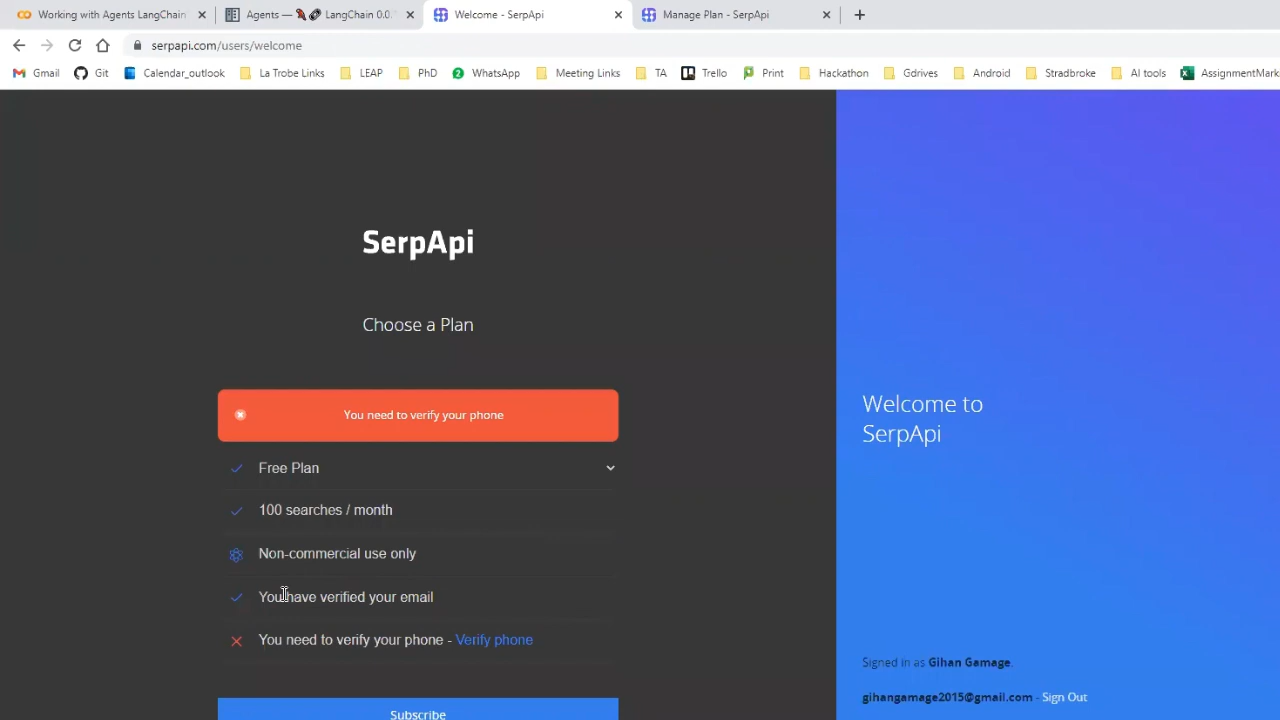 Working with Agents LangChain
Agents — LangChain 0.0.
Welcome - SerpApi
Manage Plan - SerpApi
serpapi.com/users/welcome
Gmail
Git
Calendar_outlook
La Trobe Links
LEAP
PhD
2
WhatsApp
Meeting Links
TA
Trello
Print
Hackathon
Gdrives
Android
Stradbroke
AI tools
AssignmentMark
SerpApi
Choose a Plan
You need to verify your phone
Free Plan
100 searches / month
Non-commercial use only
You have verified your email
You need to verify your phone - Verify phone
Subscribe
Welcome to
SerpApi
Signed in as Gihan Gamage.
gihangamage2015@gmail.com - Sign Out